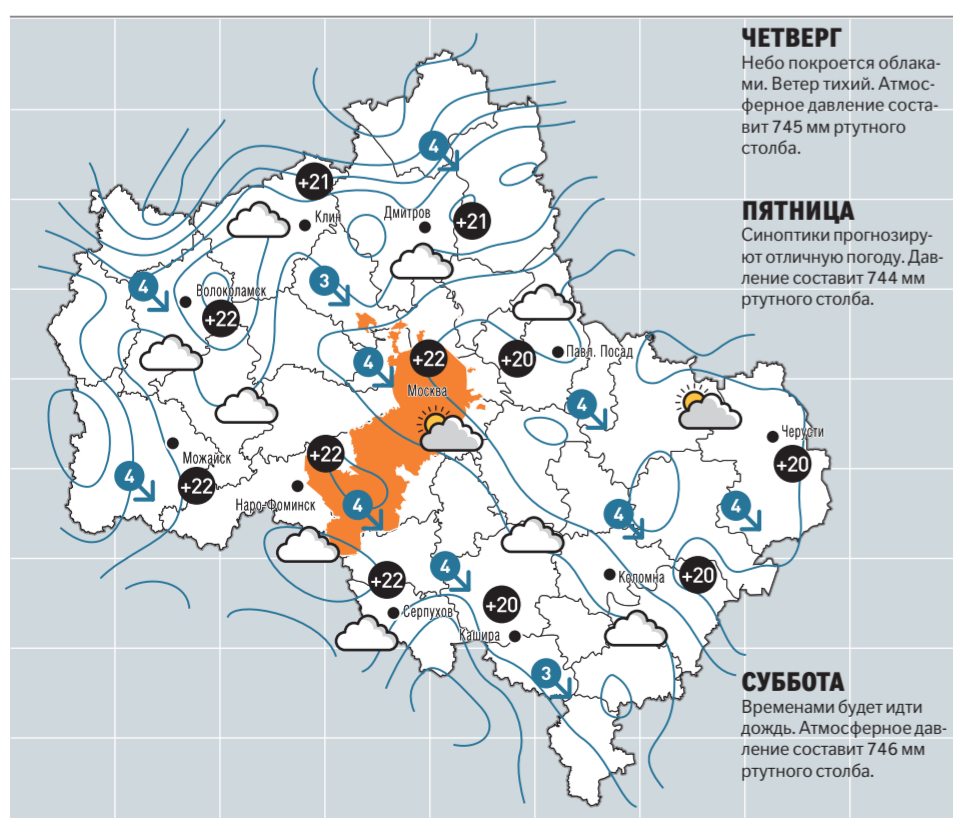 ЧЕТВЕРГ
Небо покроется облака-
ми. Ветер тихий. Атмос-
ферное давление соста-
вит 745 мм ртутного
столба.
ПЯТНИЦА
Синоптики прогнозиру-
ют отличную погоду. Дав-
ление составит 744 мм
ртутного столба.
СУББОТА
Временами будет идти
дождь. Атмосферное дав-
ление составит 746 мм
ртутного столба.
4
+21
Клин
Дмитров
+21
4
Волоколамск
3
+22
4
+22
+20
Павл. Посад
Москва
4
Черусти
+20
Можайск
4
+22
+22
Наро-Фоминск
4
4
4
+22
4
Серпухов
+20
Кашира
Коломна
+20
3